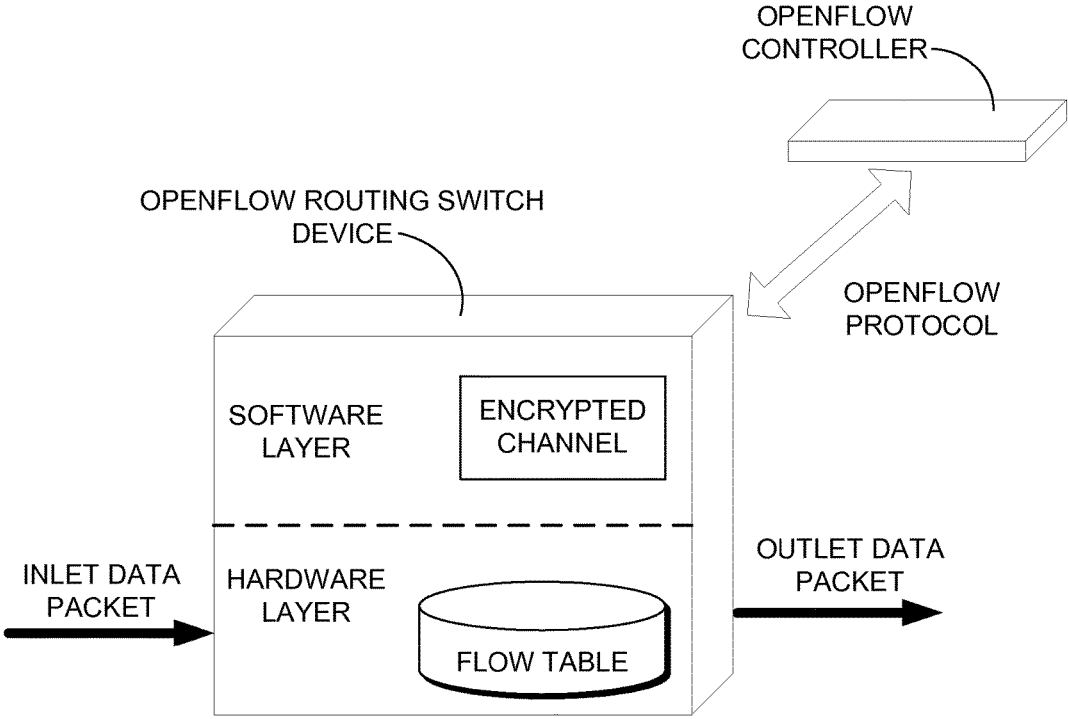 OPENFLOW
CONTROLLER
OPENFLOW ROUTING SWITCH
DEVICE
OPENFLOW
PROTOCOL
SOFTWARE
LAYER
ENCRYPTED
CHANNEL
INLET DATA
PACKET
HARDWARE
LAYER
FLOW TABLE
OUTLET DATA
PACKET